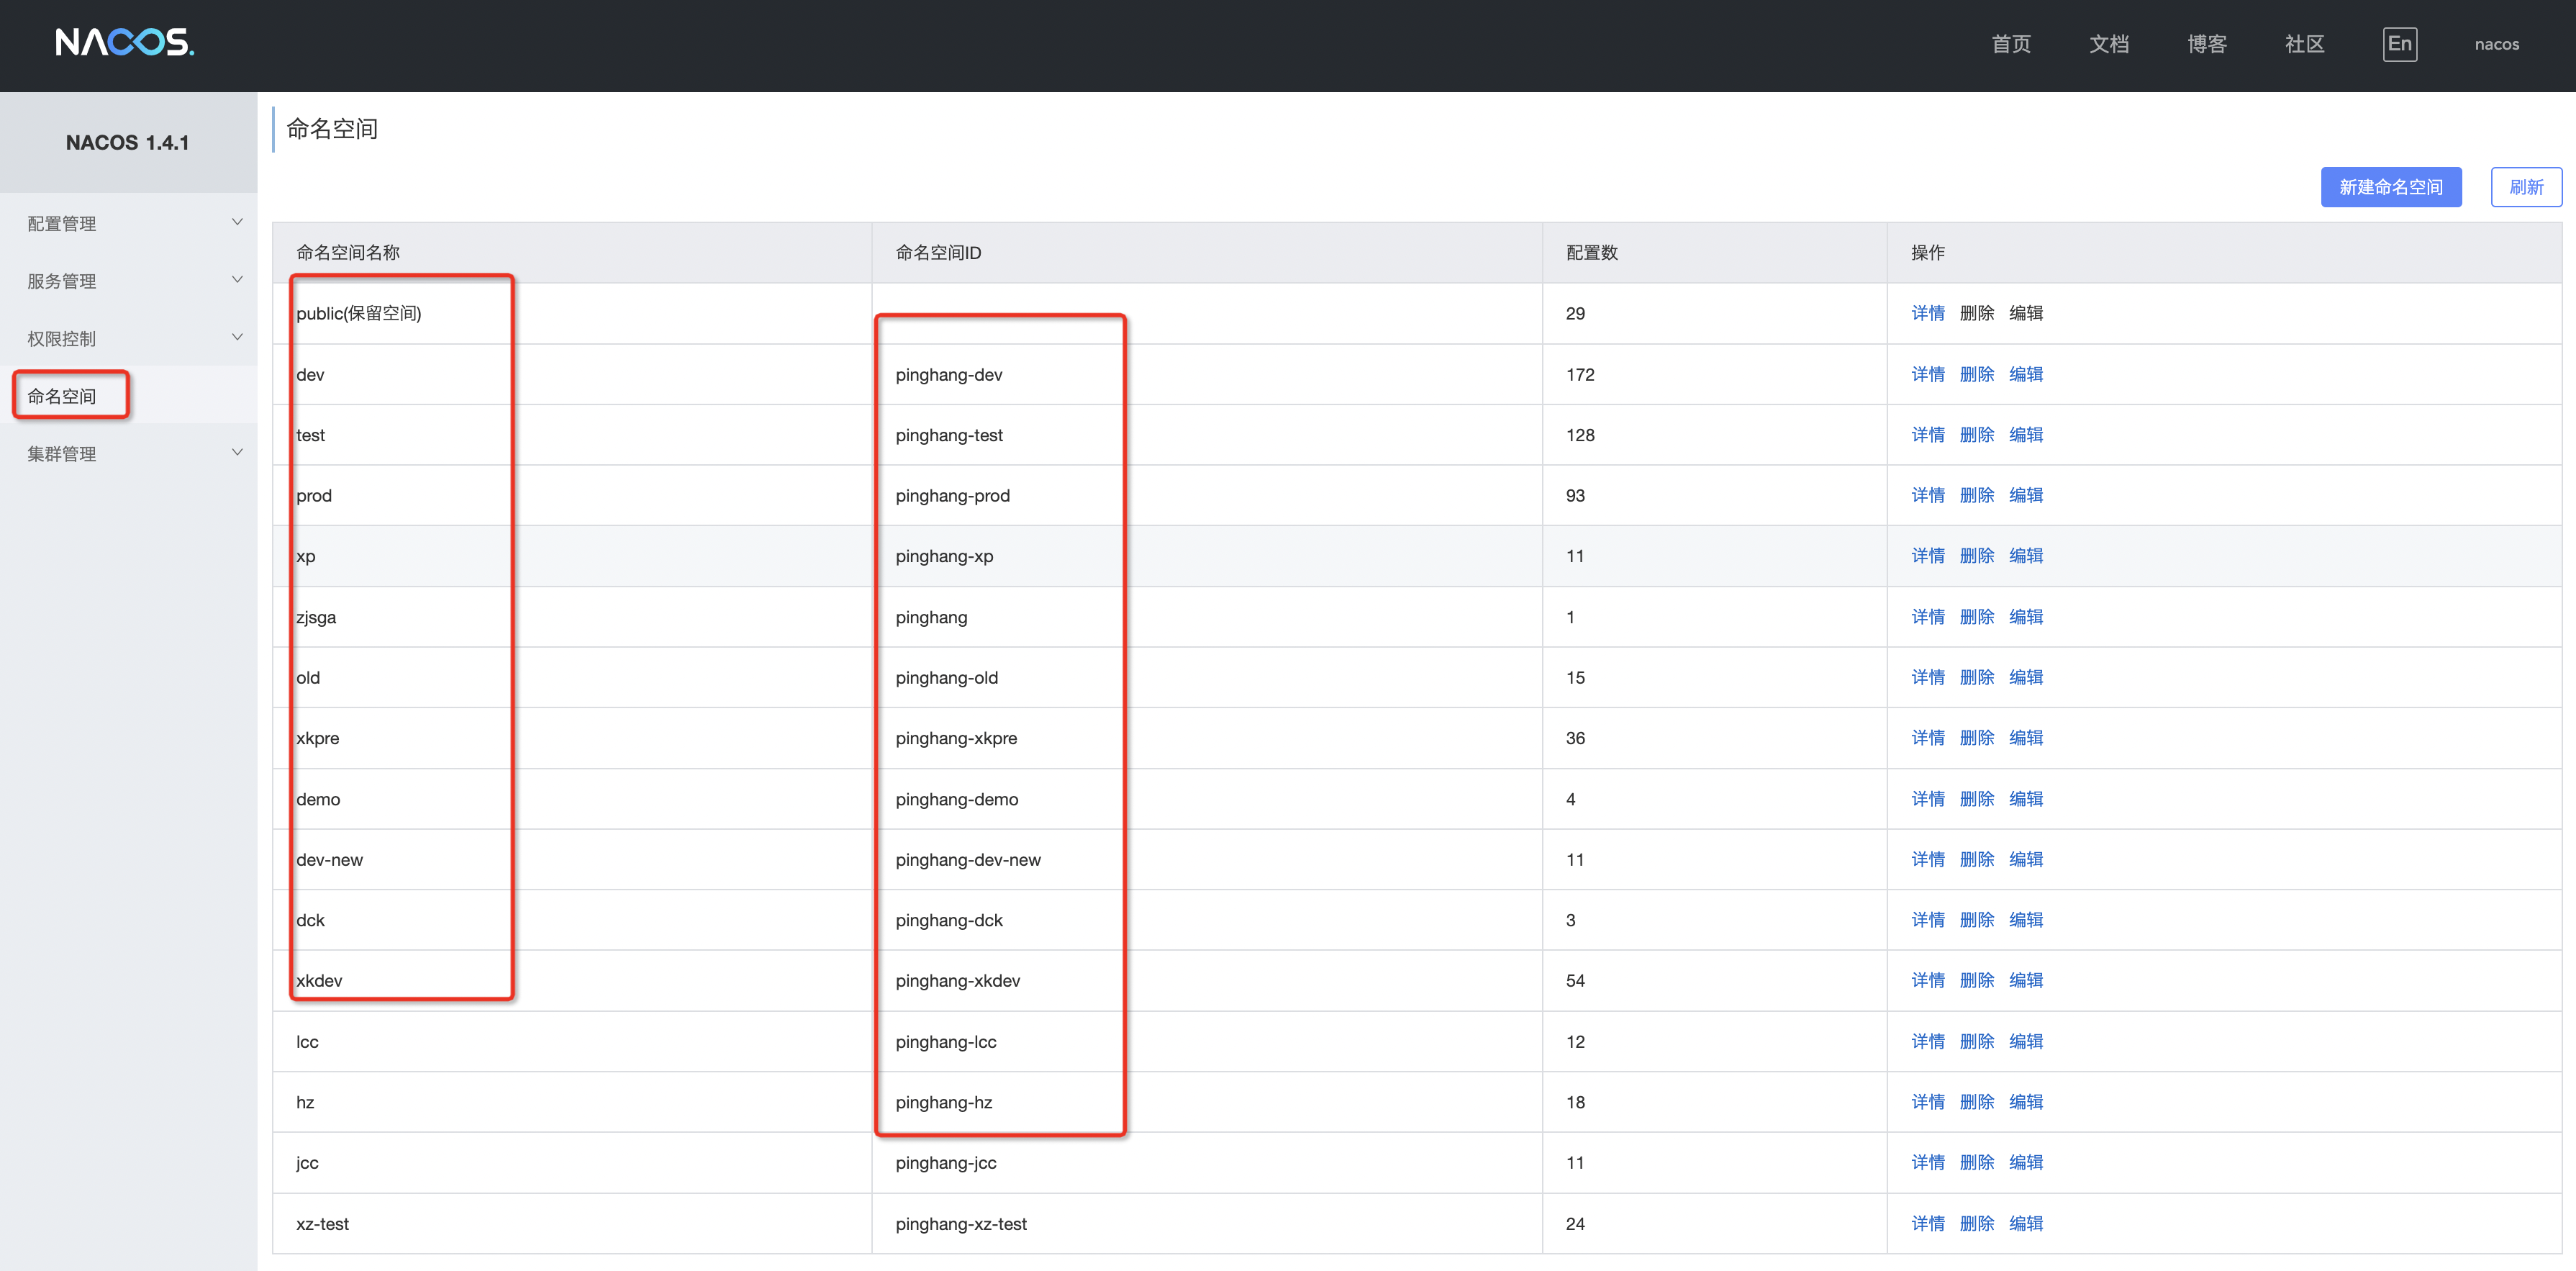 NACOS.
首页 文档 博客 社区 En nacos
NACOS 1.4.1
配置管理
服务管理
权限控制
命名空间
集群管理
命名空间
新建命名空间 刷新
命名空间名称 命名空间ID 配置数 操作
public(保留空间) 29 详情 删除 编辑
dev pinghang-dev 172 详情 删除 编辑
test pinghang-test 128 详情 删除 编辑
prod pinghang-prod 93 详情 删除 编辑
xp pinghang-xp 11 详情 删除 编辑
zjsga pinghang 1 详情 删除 编辑
old pinghang-old 15 详情 删除 编辑
xkpre pinghang-xkpre 36 详情 删除 编辑
demo pinghang-demo 4 详情 删除 编辑
dev-new pinghang-dev-new 11 详情 删除 编辑
dck pinghang-dck 3 详情 删除 编辑
xkdev pinghang-xkdev 54 详情 删除 编辑
lcc pinghang-lcc 12 详情 删除 编辑
hz pinghang-hz 18 详情 删除 编辑
jcc pinghang-jcc 11 详情 删除 编辑
xz-test pinghang-xz-test 24 详情 删除 编辑